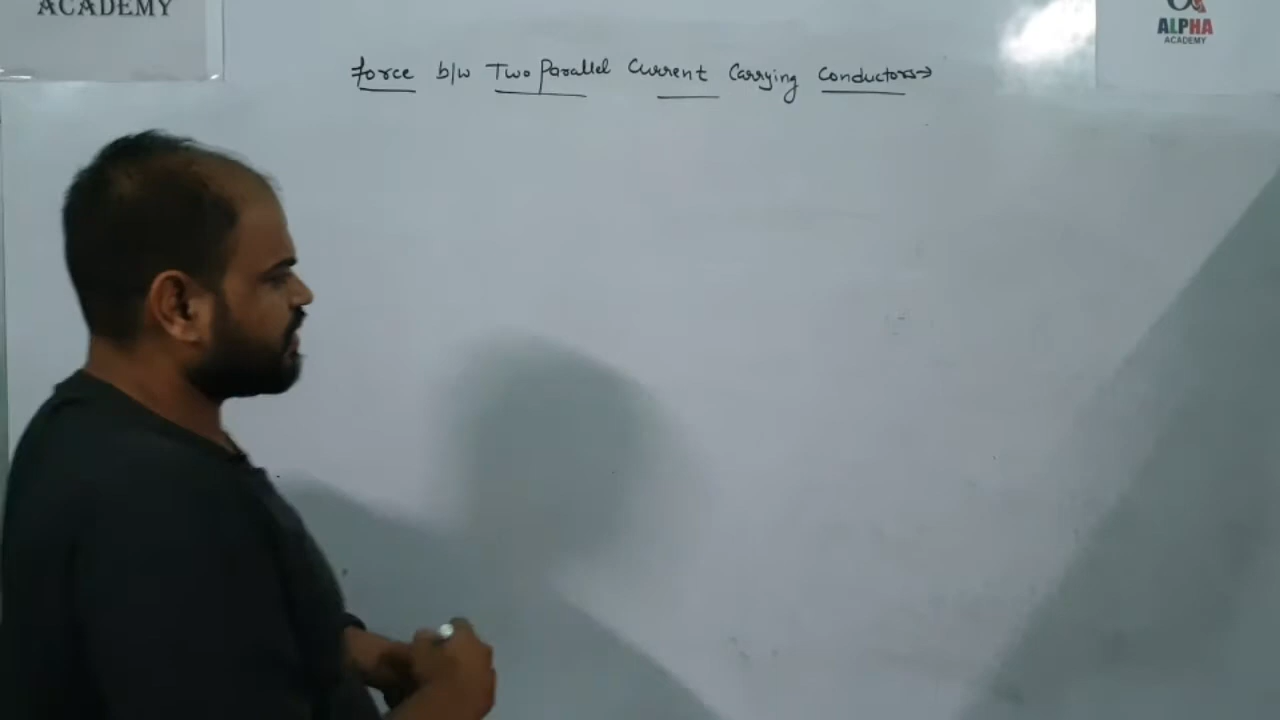 ACADEMY
ALPHA
ACADEMY
Force b/w Two Parallel Current Carrying Conductors→